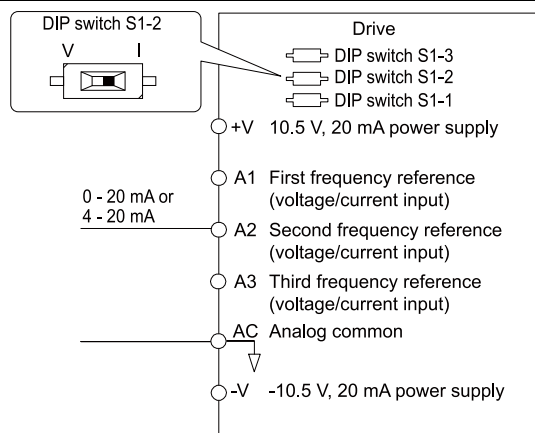 DIP switch S1-2
V I
Drive
DIP switch S1-3
DIP switch S1-2
DIP switch S1-1
+V 10.5 V, 20 mA power supply
A1 First frequency reference
(voltage/current input)
0 - 20 mA or
4 - 20 mA
A2 Second frequency reference
(voltage/current input)
A3 Third frequency reference
(voltage/current input)
AC Analog common
-V -10.5 V, 20 mA power supply